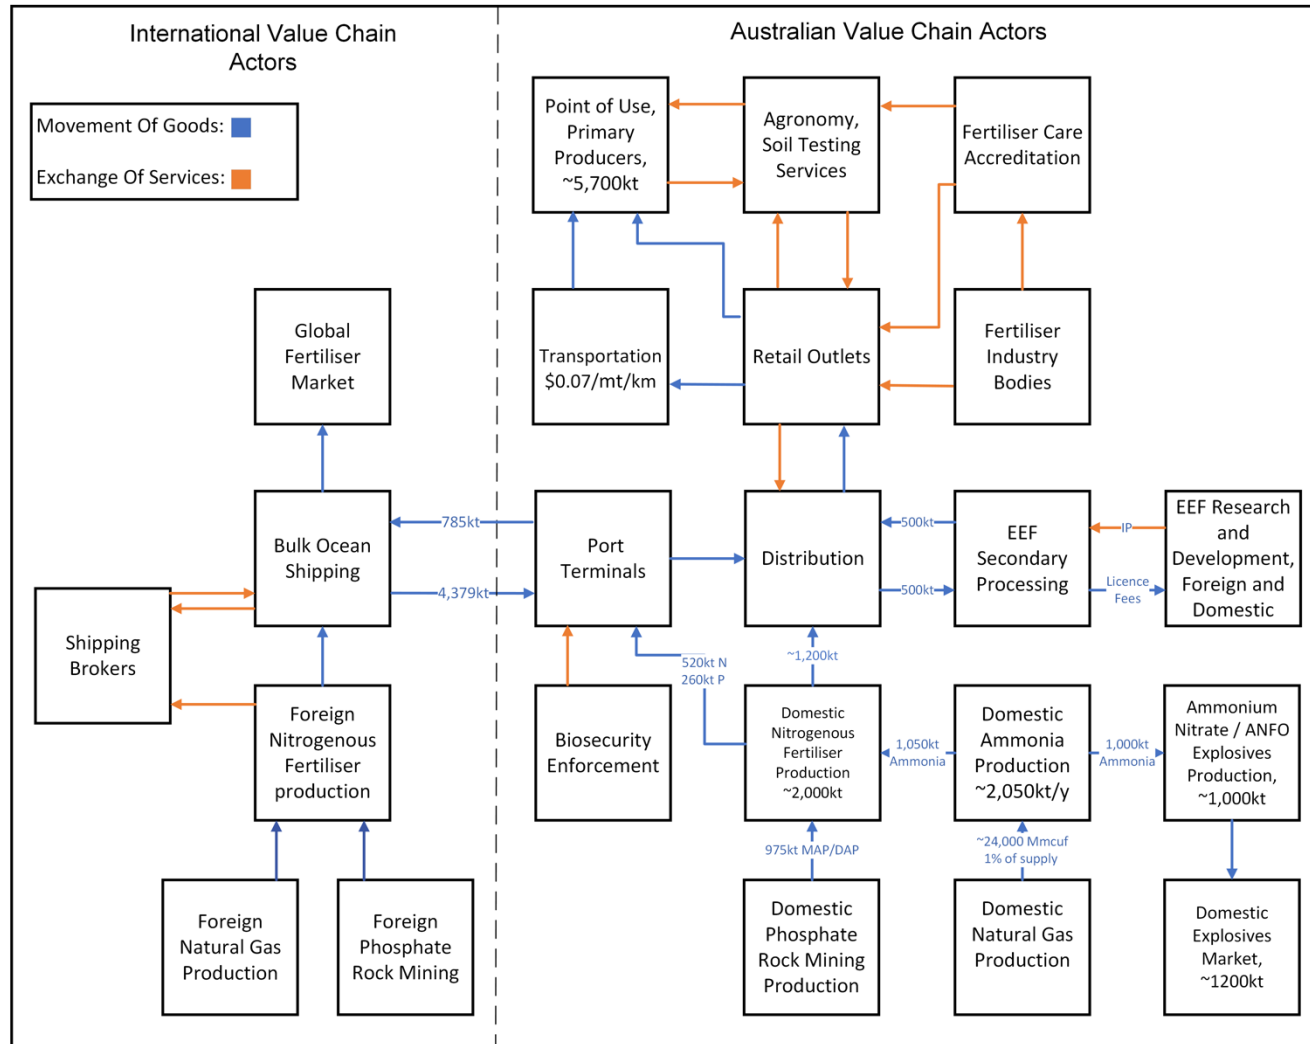 International Value Chain
Actors
Australian Value Chain Actors
Movement Of Goods:
Exchange Of Services:
Point of Use,
Primary
Producers,
~5,700kt
Agronomy,
Soil Testing
Services
Fertiliser Care
Accreditation
Global
Fertiliser
Market
Transportation
$0.07/mt/km
Retail Outlets
Fertiliser
Industry
Bodies
Bulk Ocean
Shipping
785kt
4,379kt
Port
Terminals
Distribution
500kt
500kt
EEF
Secondary
Processing
IP
Licence
Fees
EEF Research
and
Development,
Foreign and
Domestic
Shipping
Brokers
Foreign
Nitrogenous
Fertiliser
production
Biosecurity
Enforcement
520kt N
260kt P
~1,200kt
Domestic
Nitrogenous
Fertiliser
Production
~2,000kt
1,050kt
Ammonia
Domestic
Ammonia
Production
~2,050kt/y
1,000kt
Ammonia
Ammonium
Nitrate / ANFO
Explosives
Production,
~1,000kt
975kt MAP/DAP
~24,000 Mmcuf
1% of supply
Foreign
Natural Gas
Production
Foreign
Phosphate
Rock Mining
Domestic
Phosphate
Rock Mining
Production
Domestic
Natural Gas
Production
Domestic
Explosives
Market,
~1200kt